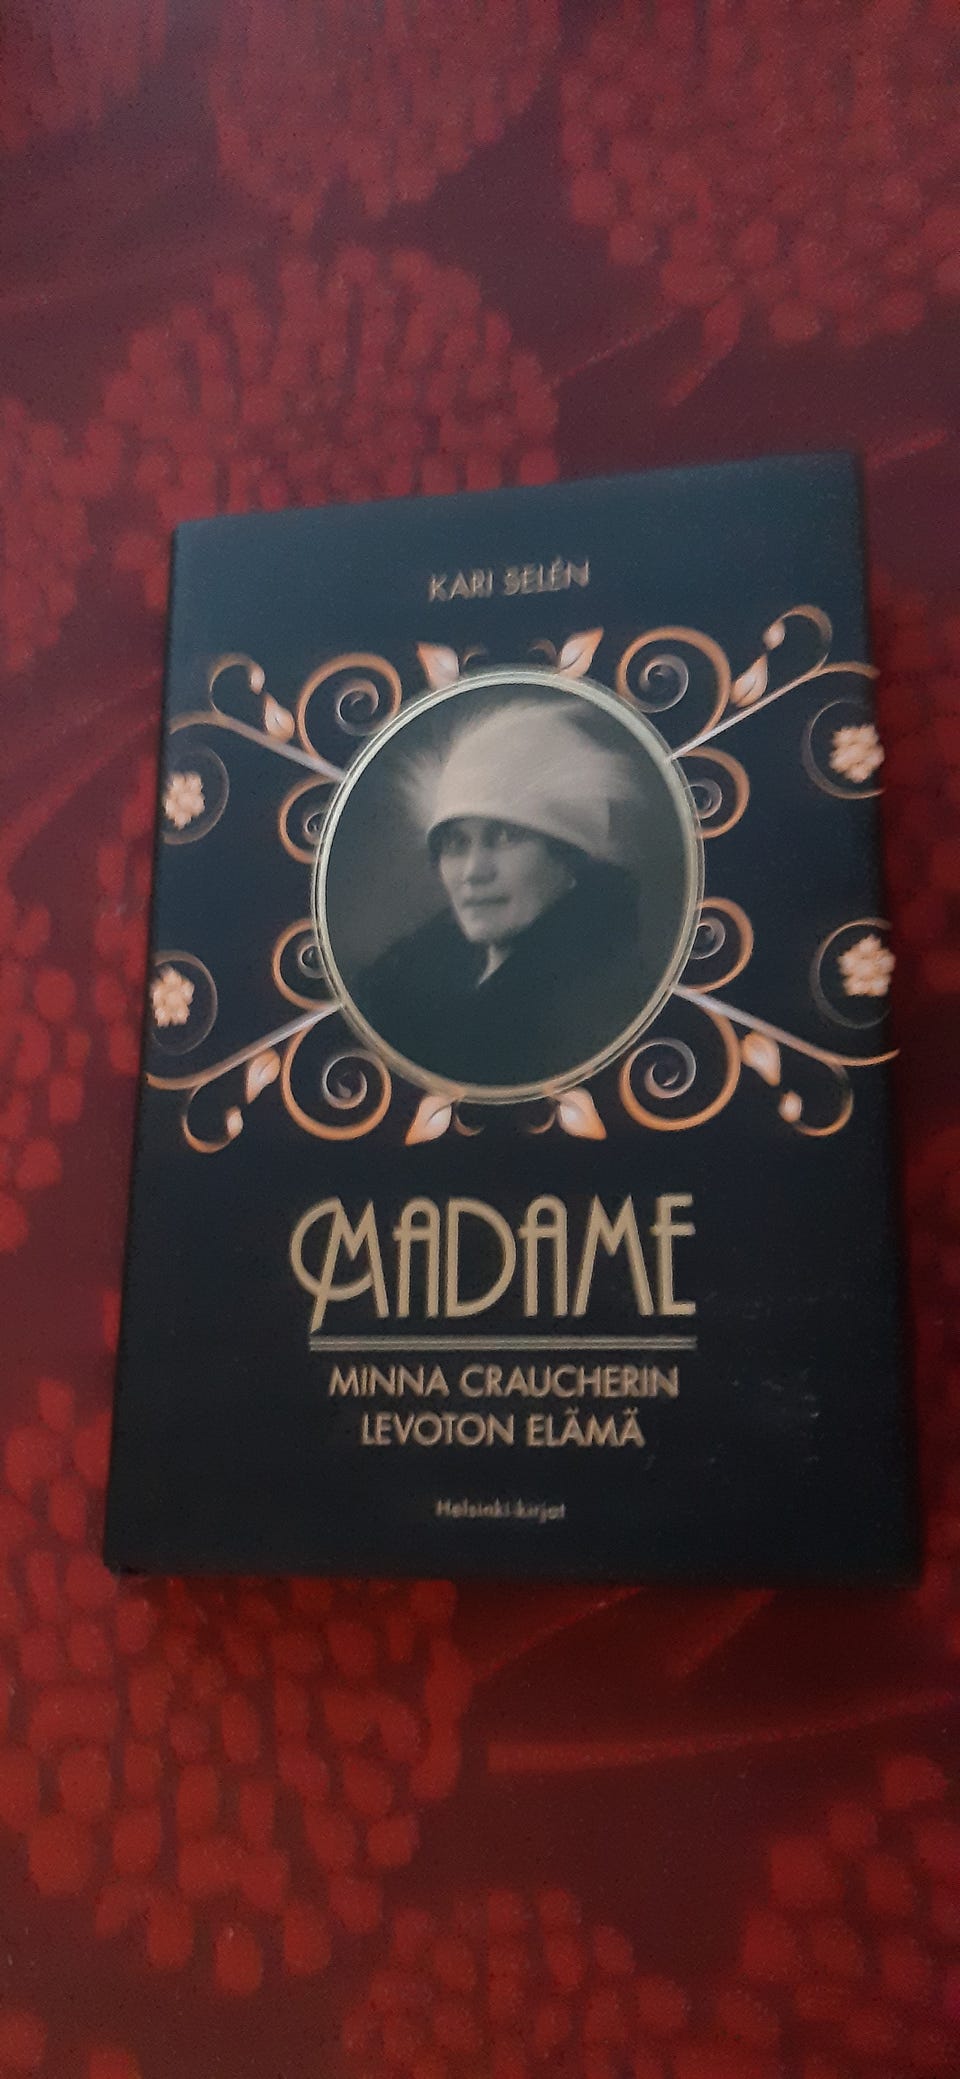 KARI SELÉN
MADAME
MINNA CRAUCHERIN
LEVOTON ELÄMÄ
Helsinki-kirjat